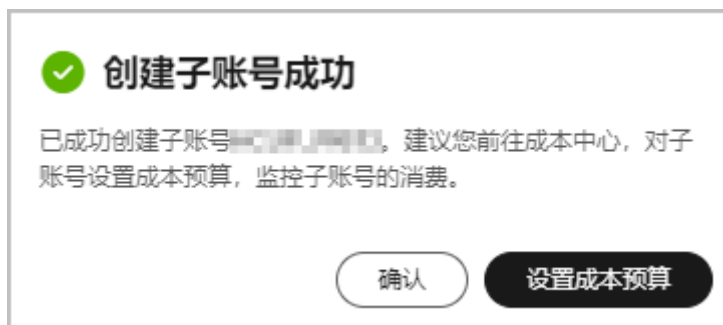 创建子账号成功
已成功创建子账号。建议您前往成本中心，对子
账号设置成本预算，监控子账号的消费。
确认
设置成本预算